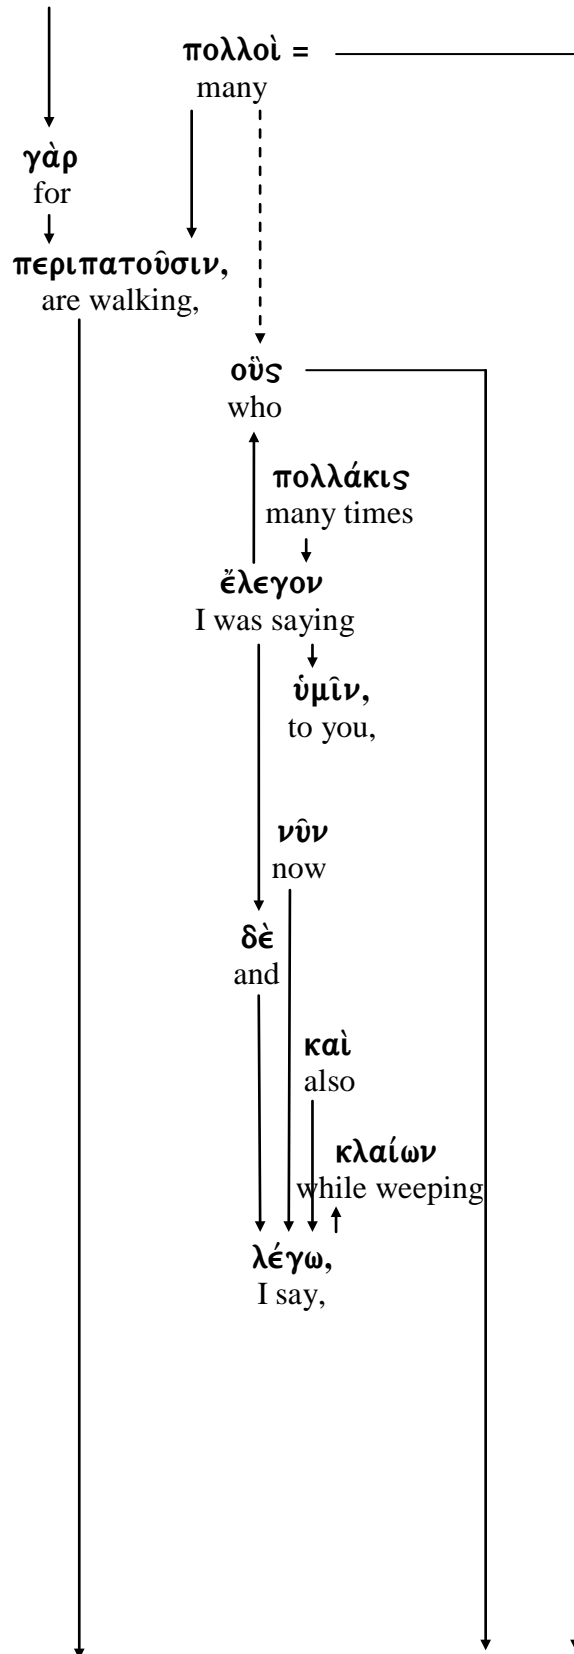 πολλοὶ =
many
γὰρ
for
περιπατοῦσιν,
are walking,
οὓς
who
πολλάκις
many times
ἔλεγον
I was saying
ὑμῖν,
to you,
νῦν
now
δὲ
and
καὶ
also
κλαίων
while weeping
λέγω,
I say,